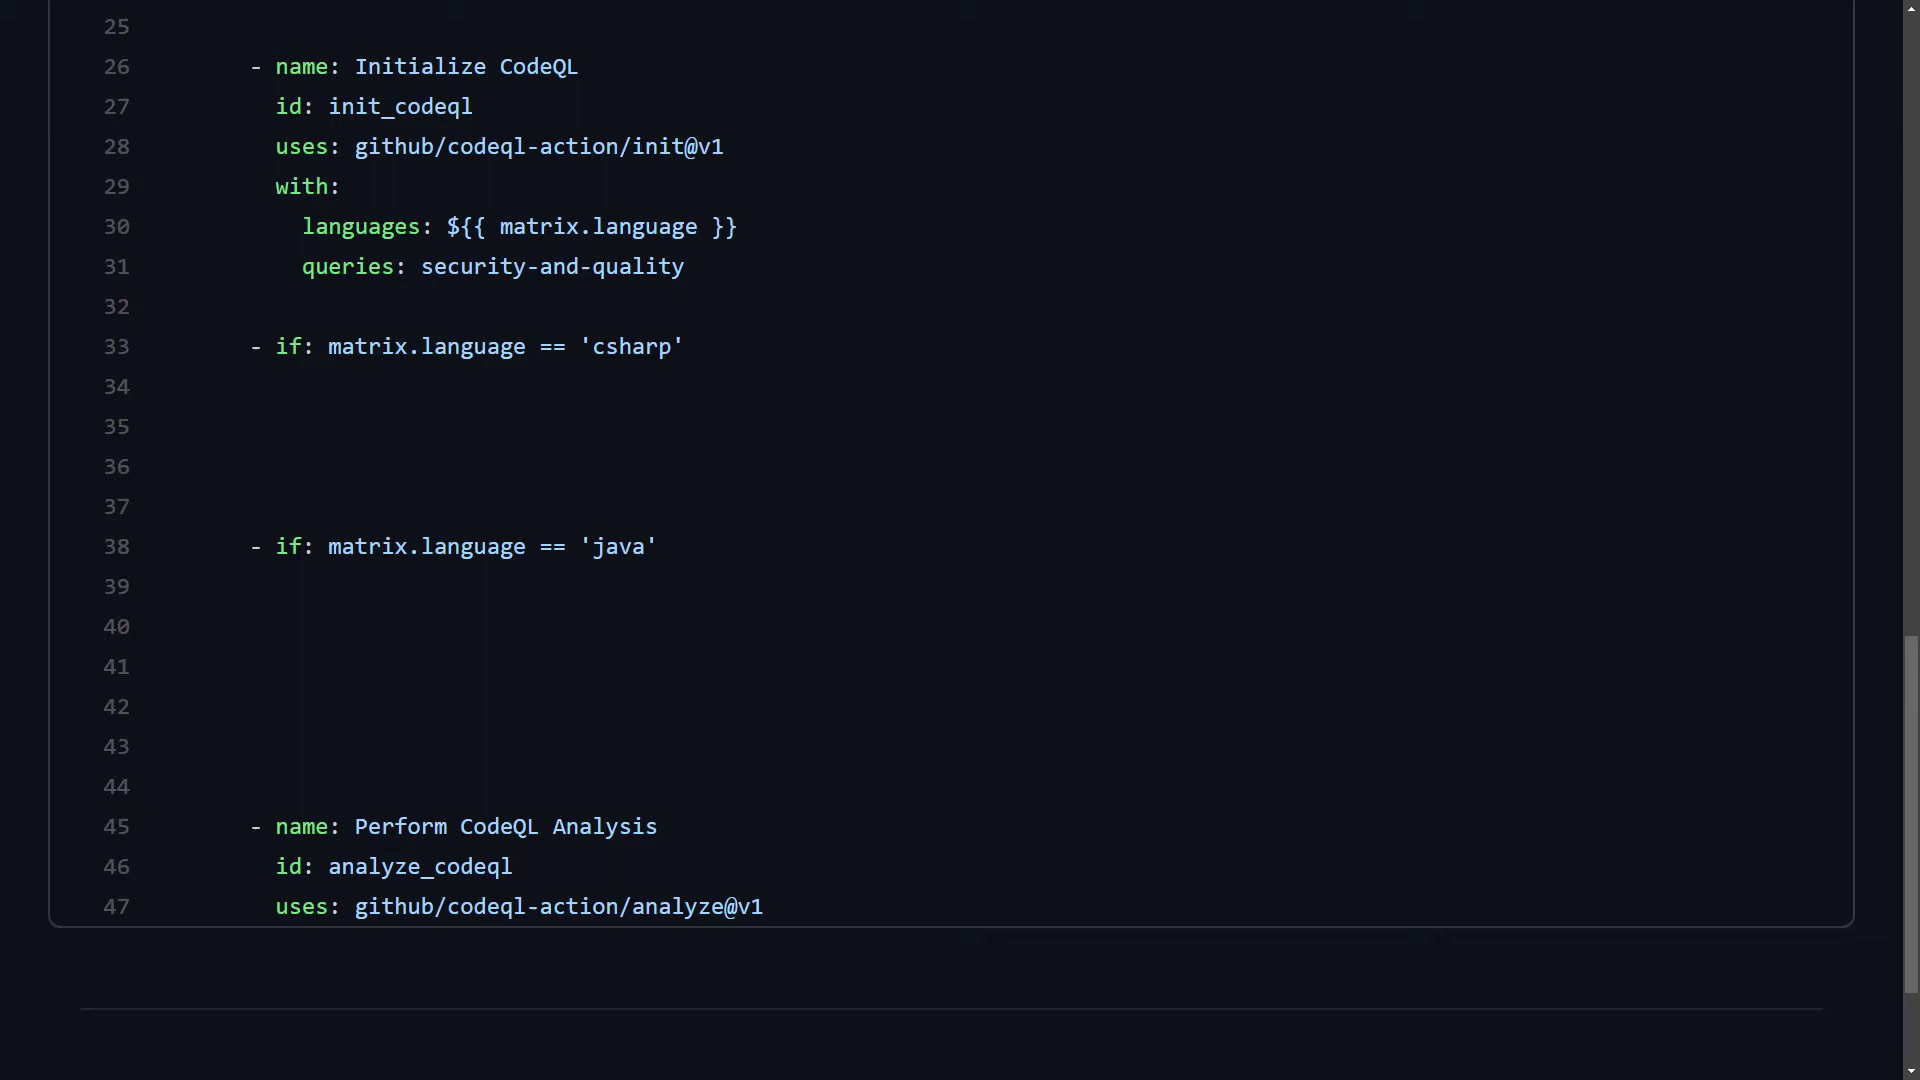 25
26 - name: Initialize CodeQL
27 id: init_codeql
28 uses: github/codeql-action/init@v1
29 with:
30 languages: ${{ matrix.language }}
31 queries: security-and-quality
32
33 - if: matrix.language == 'csharp'
34
35
36
37
38 - if: matrix.language == 'java'
39
40
41
42
43
44
45 - name: Perform CodeQL Analysis
46 id: analyze_codeql
47 uses: github/codeql-action/analyze@v1